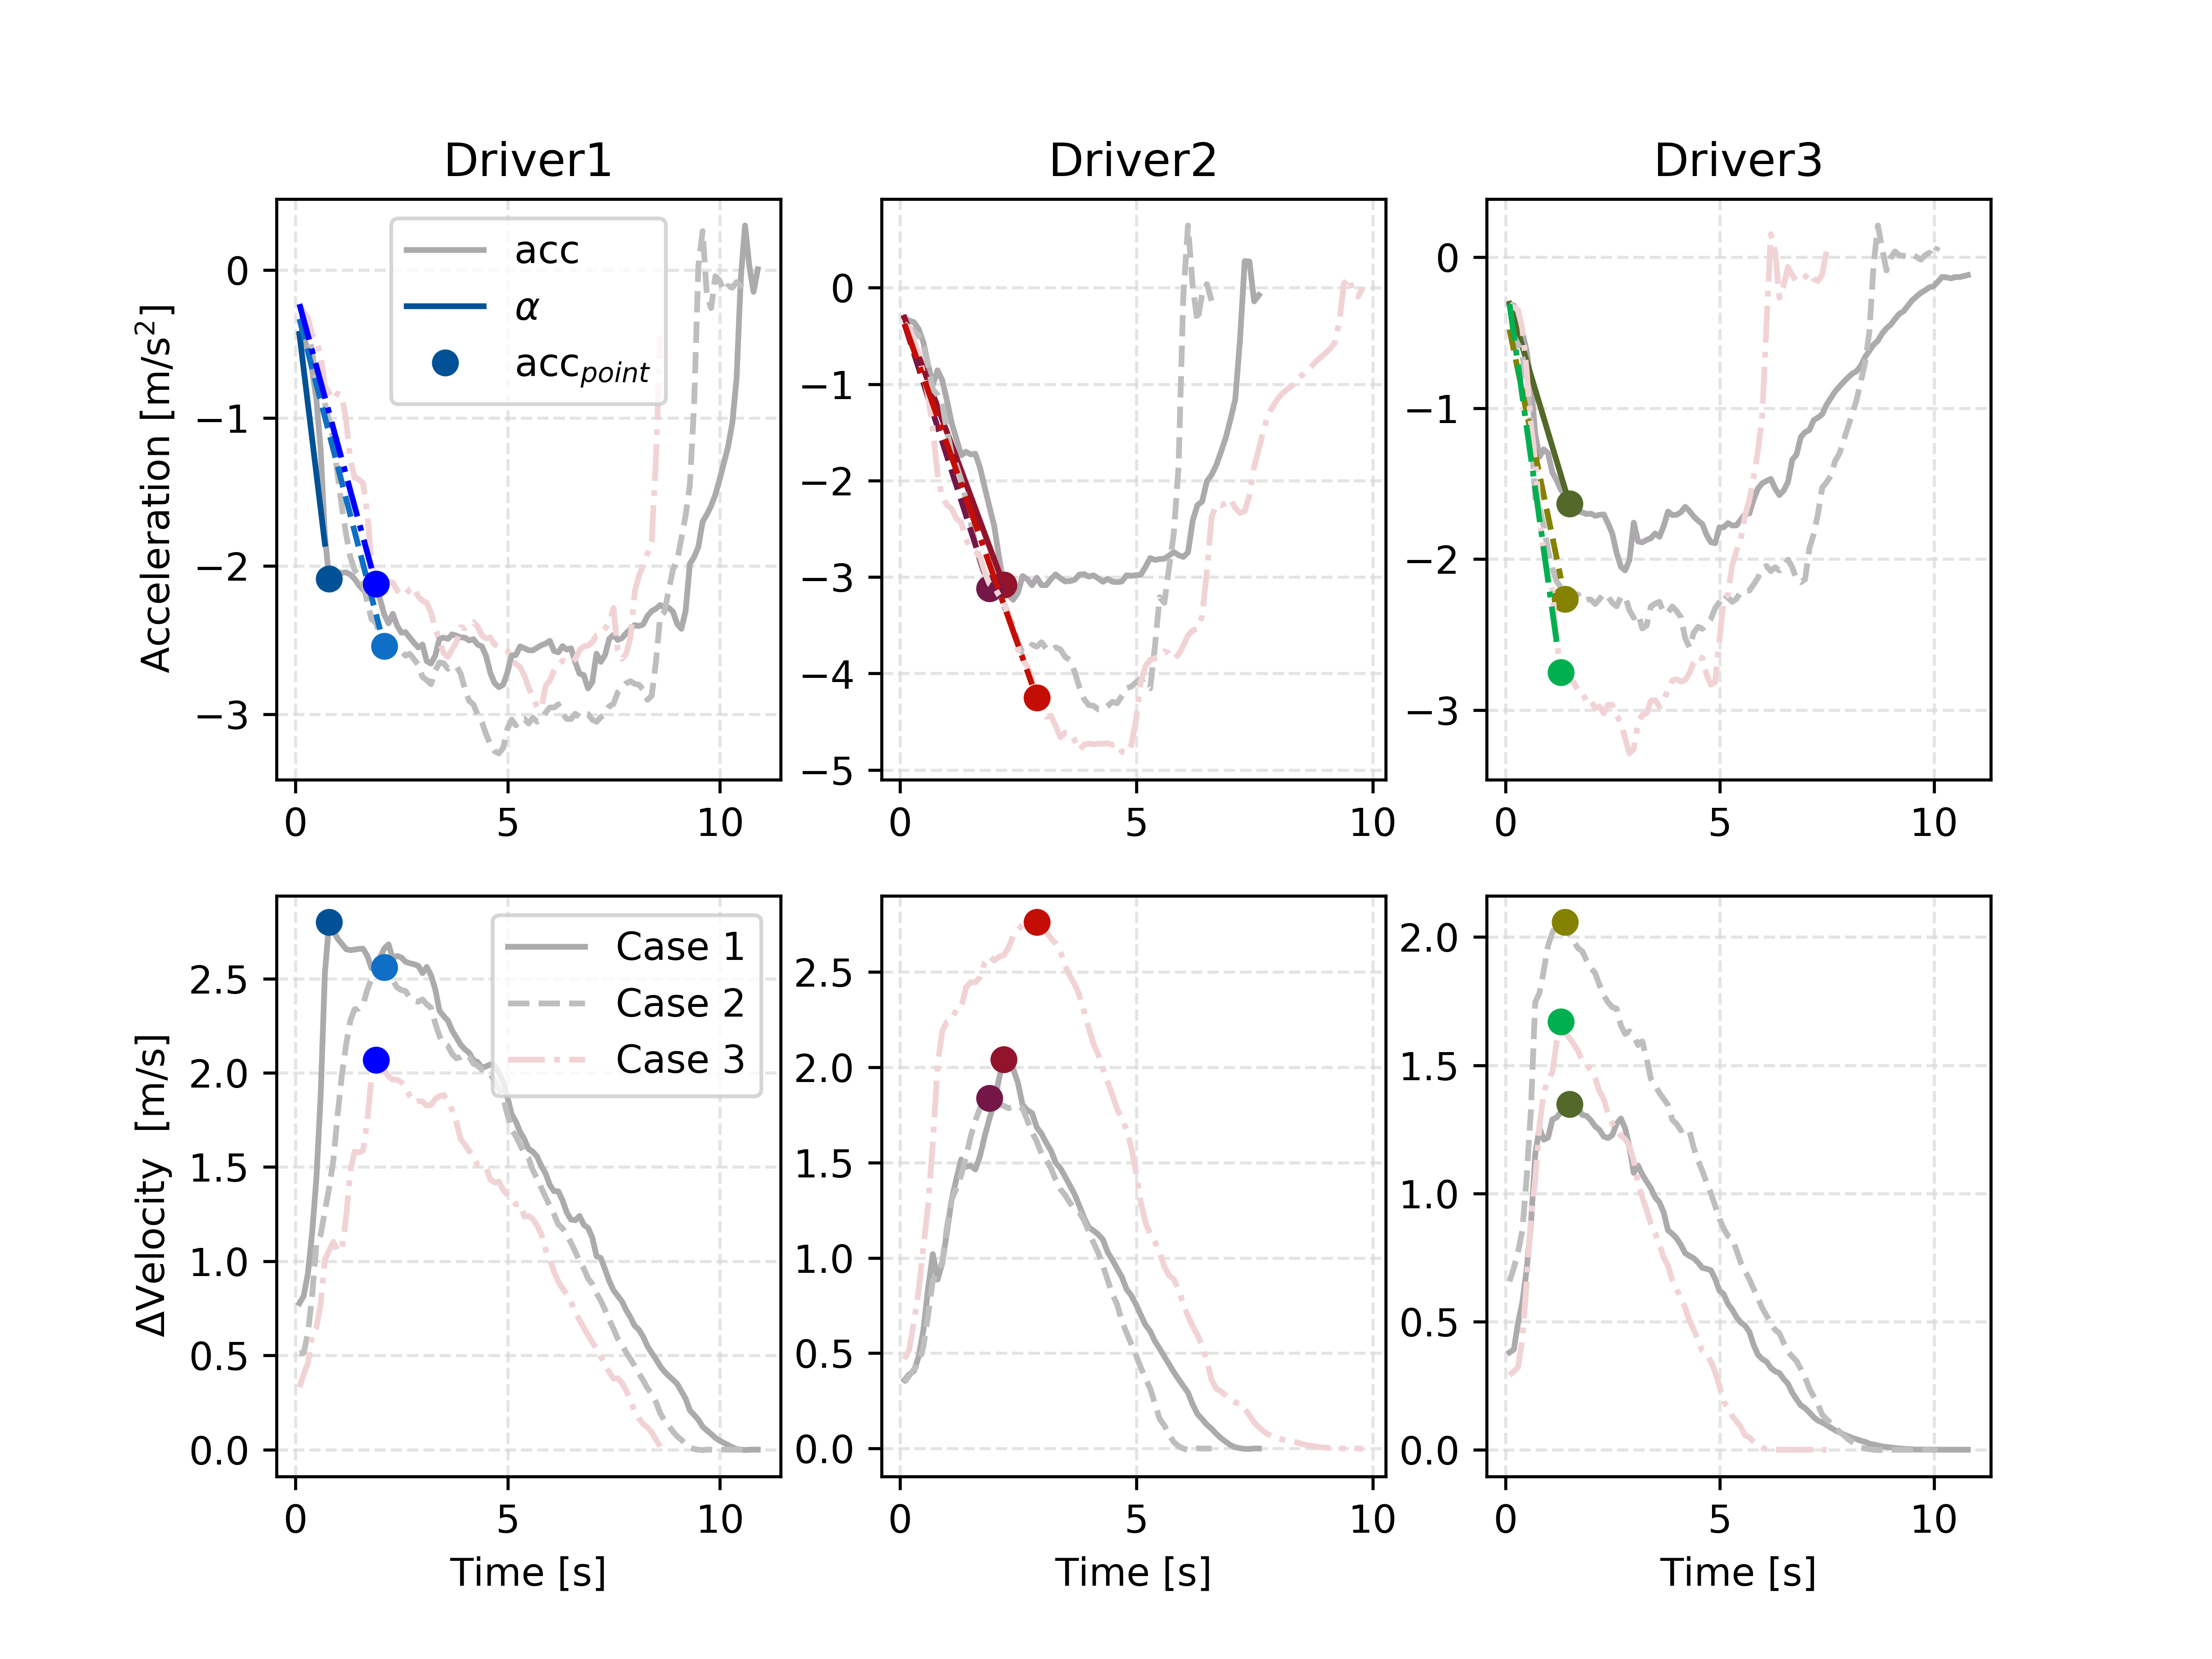 Driver1 Driver2 Driver3
acc
α
acc_point
Acceleration [m/s²]
0
−1
−2
−3
0 5 10
0
−1
−2
−3
−4
−5
0 5 10
0
−1
−2
−3
0 5 10
Case 1
Case 2
Case 3
ΔVelocity [m/s]
2.5
2.0
1.5
1.0
0.5
0.0
0 5 10
Time [s]
2.5
2.0
1.5
1.0
0.5
0.0
0 5 10
Time [s]
2.0
1.5
1.0
0.5
0.0
0 5 10
Time [s]